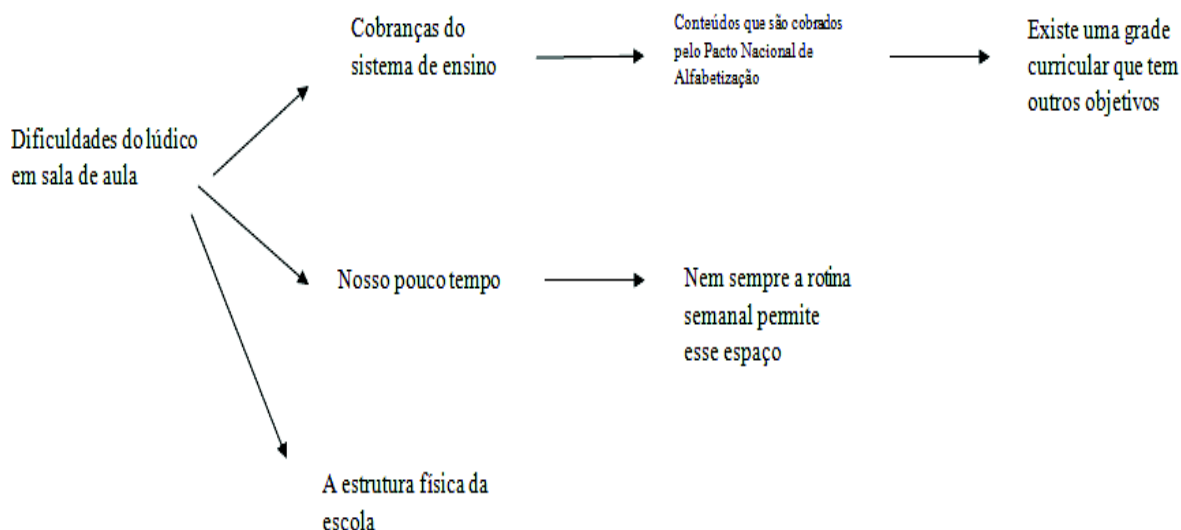 Cobranças do
sistema de ensino
Conteúdos que são cobrados
pelo Pacto Nacional de
Alfabetização
Existe uma grade
curricular que tem
outros objetivos
Dificuldades do lúdico
em sala de aula
Nosso pouco tempo
Nem sempre a rotina
semanal permite
esse espaço
A estrutura física da
escola